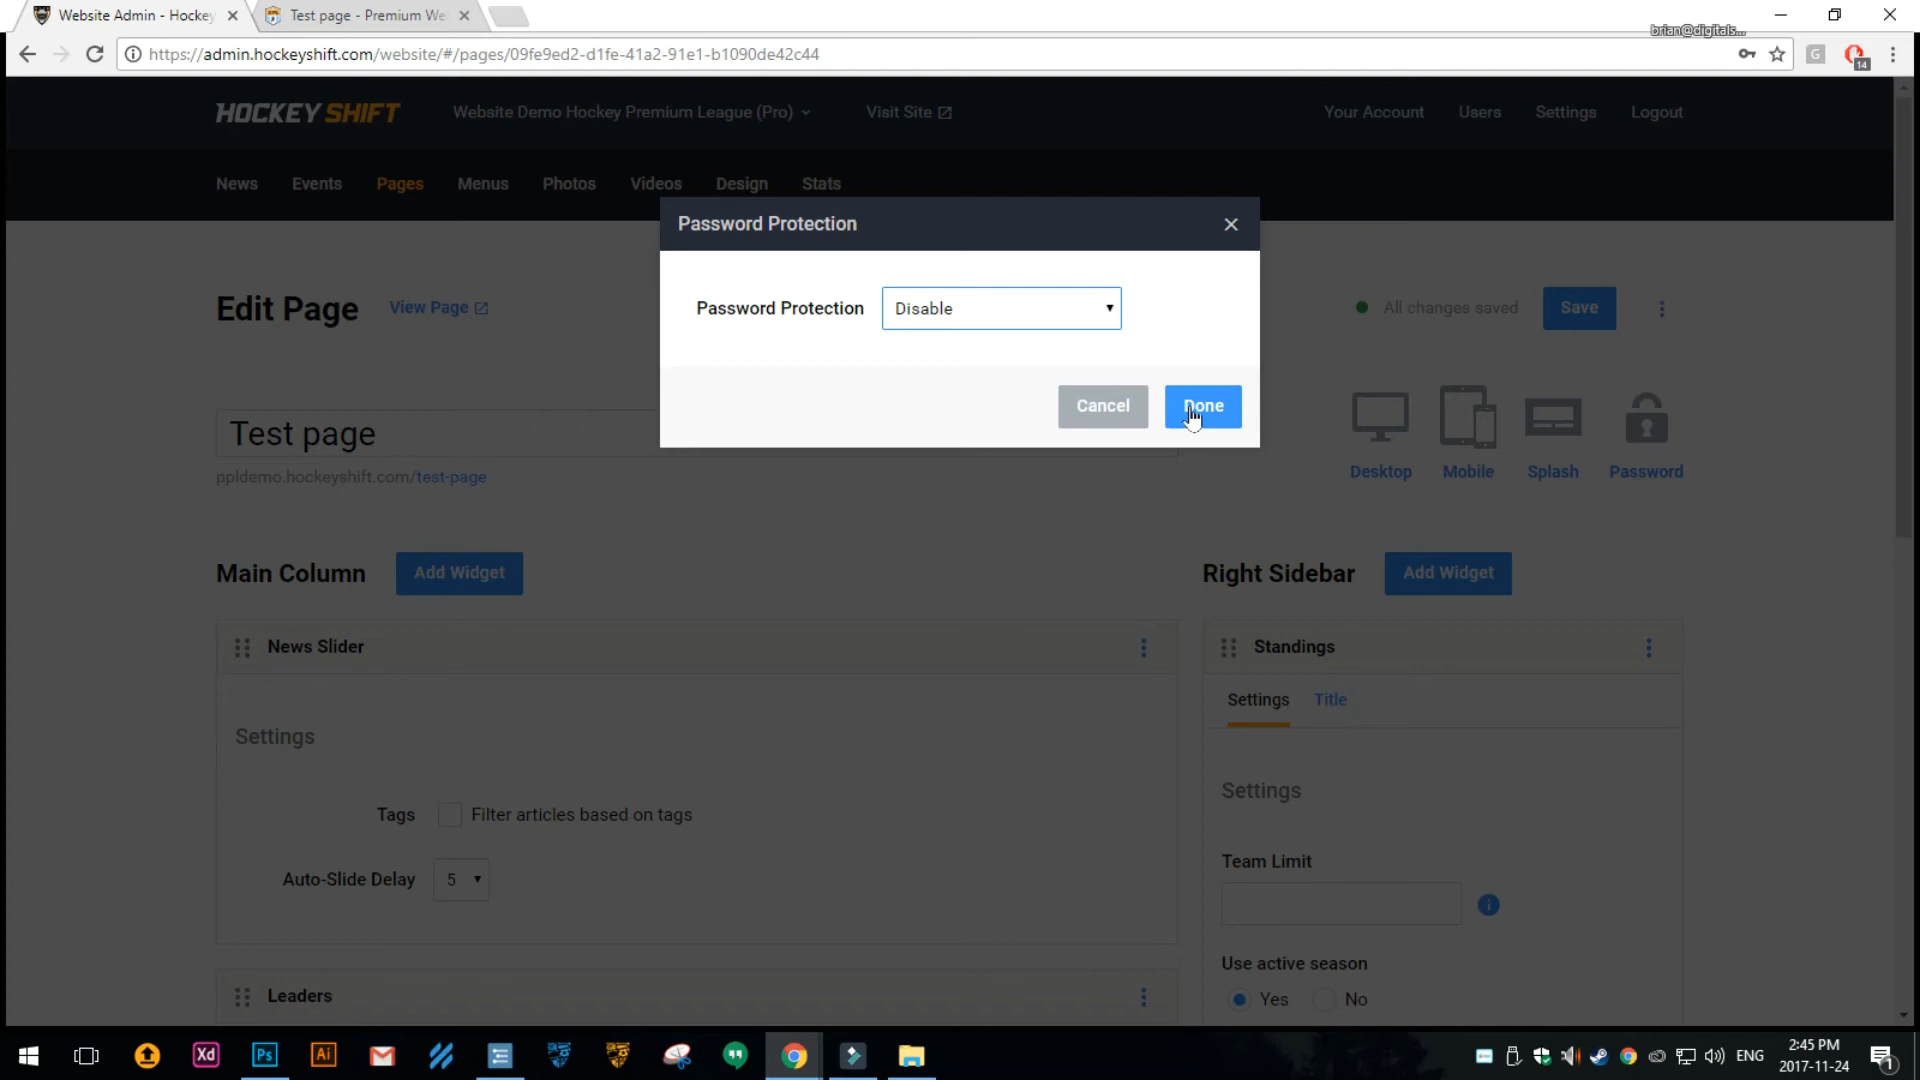 Website Admin - Hockey
Test page - Premium We
brian@digitals...
https://admin.hockeyshift.com/website/#/pages/09fe9ed2-d1fe-41a2-91e1-b1090de42c44
G
14
HOCKEY SHIFT
Website Demo Hockey Premium League (Pro)
Visit Site
Your Account
Users
Settings
Logout
News
Events
Pages
Menus
Photos
Videos
Design
Stats
Password Protection
Password Protection
Disable
Cancel
Done
Edit Page
View Page
All changes saved
Save
Test page
ppldemo.hockeyshift.com/test-page
Desktop
Mobile
Splash
Password
Main Column
Add Widget
Right Sidebar
Add Widget
News Slider
Standings
Settings
Title
Settings
Settings
Tags
Filter articles based on tags
Auto-Slide Delay
5
Team Limit
Use active season
Yes
No
Leaders
Xd
Ps
Ai
ENG
2:45 PM
2017-11-24
1